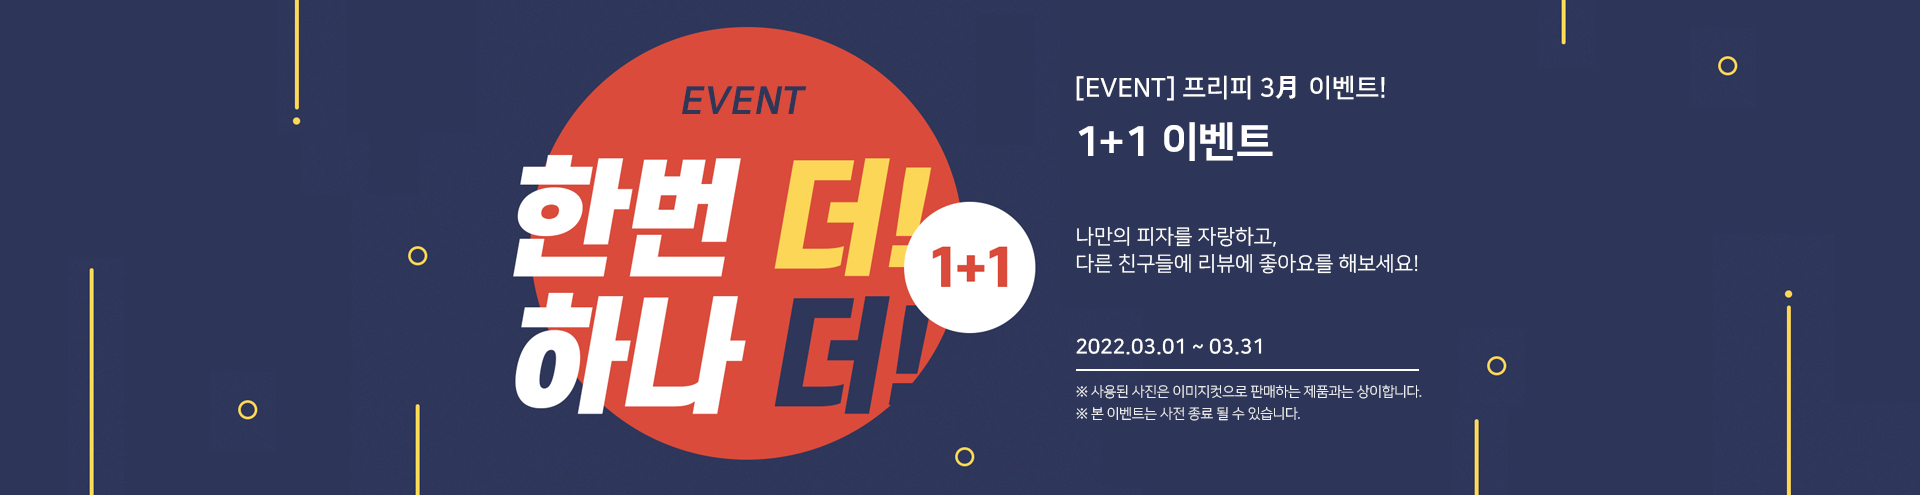 EVENT
한번 더!
하나 더!
1+1
[EVENT] 프리피 3月 이벤트!
1+1 이벤트
나만의 피자를 자랑하고,
다른 친구들에 리뷰에 좋아요를 해보세요!
2022.03.01 ~ 03.31
※ 사용된 사진은 이미지컷으로 판매하는 제품과는 상이합니다.
※ 본 이벤트는 사전 종료 될 수 있습니다.